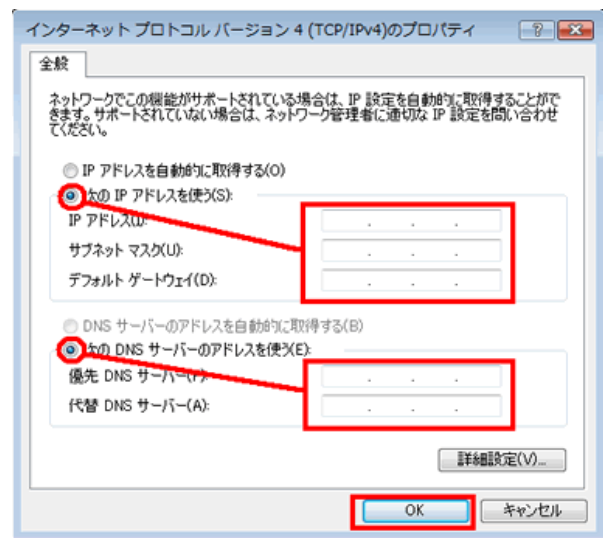 インターネット プロトコル バージョン 4 (TCP/IPv4)のプロパティ
全般
ネットワークでこの機能がサポートされている場合は、IP 設定を自動的に取得することがで
きます。サポートされていない場合は、ネットワーク管理者に適切な IP 設定を問い合わせ
てください。
IP アドレスを自動的に取得する(O)
次の IP アドレスを使う(S):
IP アドレス(I):
サブネット マスク(U):
デフォルト ゲートウェイ(D):
DNS サーバーのアドレスを自動的に取得する(B)
次の DNS サーバーのアドレスを使う(E):
優先 DNS サーバー(P):
代替 DNS サーバー(A):
詳細設定(V)...
OK キャンセル